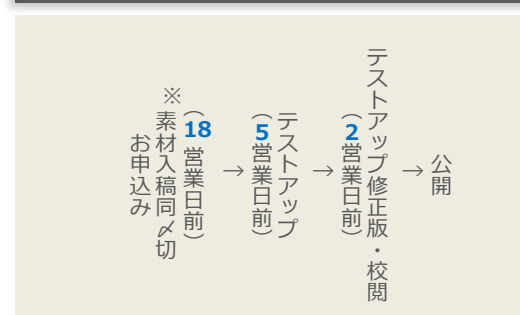 お申込み
※素材入稿同〆切
（18営業日前）
→
テストアップ
（5営業日前）
→
テストアップ修正版・校閲
（2営業日前）
→
公開